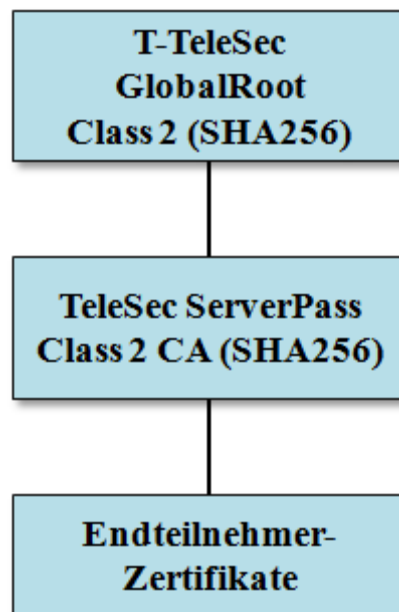 T-TeleSec
GlobalRoot
Class 2 (SHA256)
TeleSec ServerPass
Class 2 CA (SHA256)
Endteilnehmer-
Zertifikate